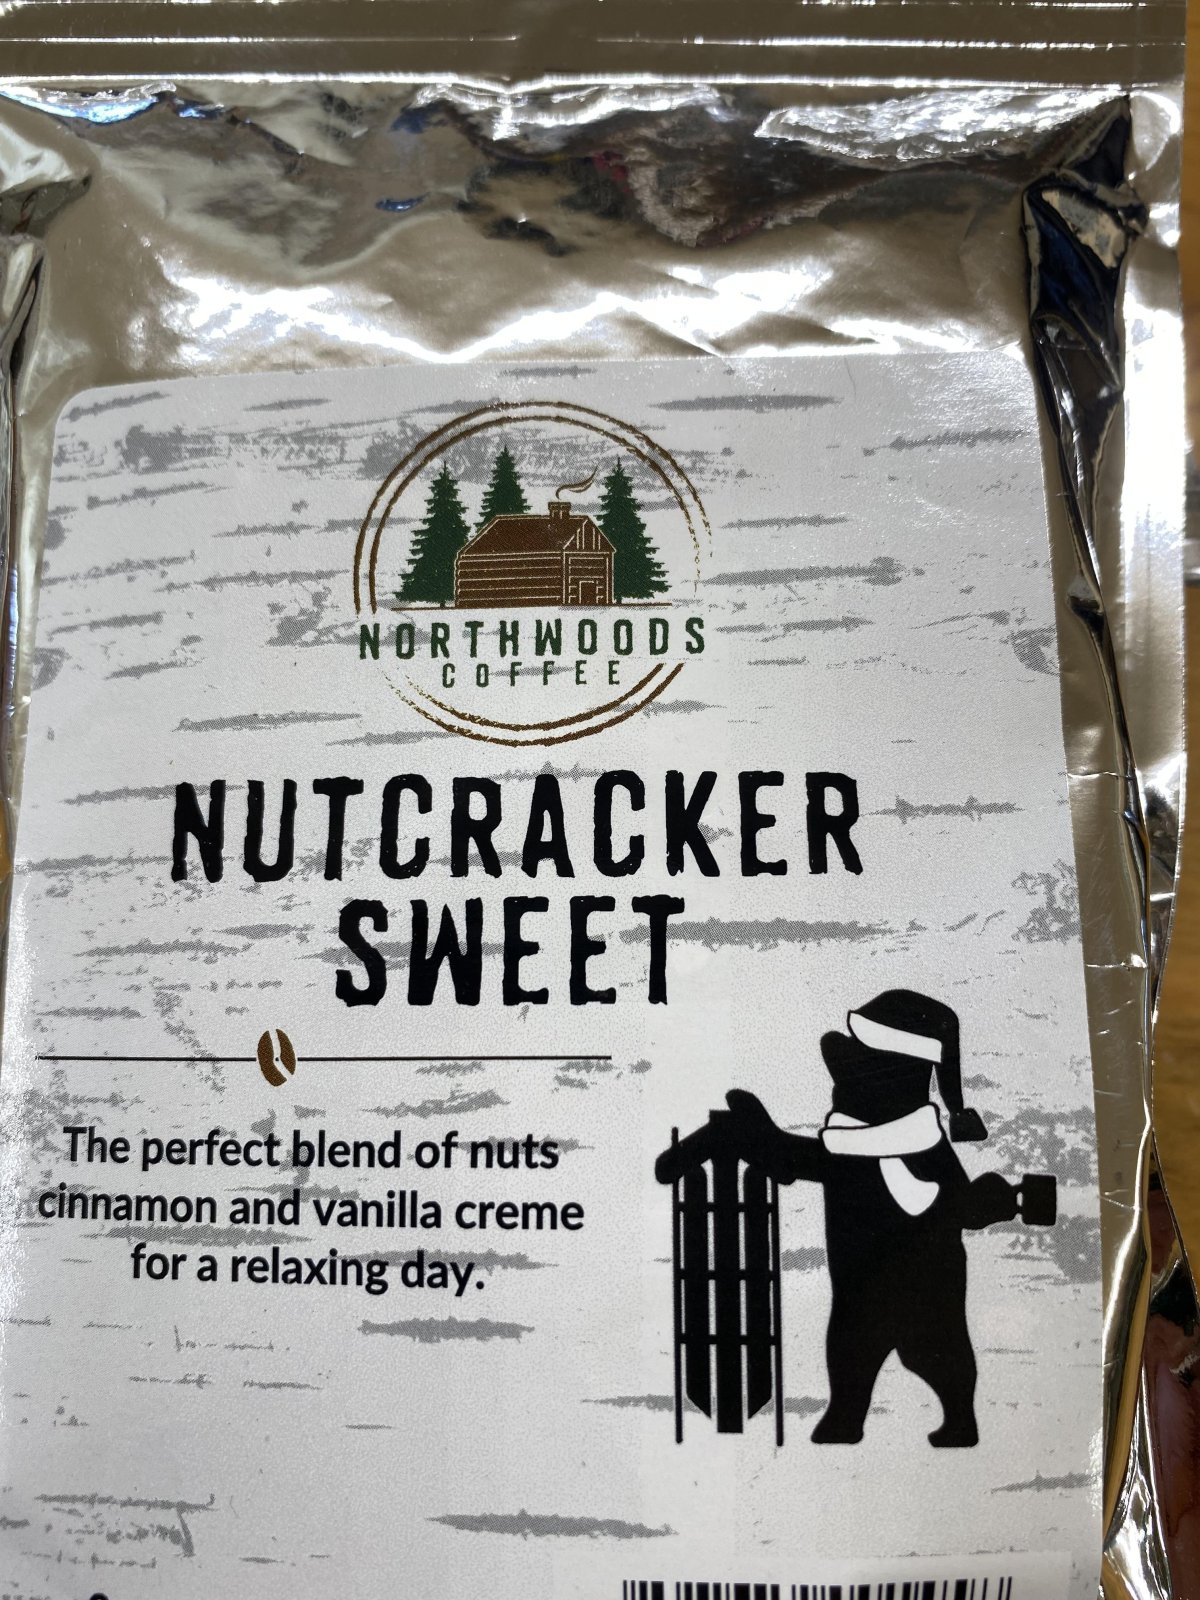 NORTHWOODS
COFFEE
NUTCRACKER
SWEET
The perfect blend of nuts
cinnamon and vanilla creme
for a relaxing day.